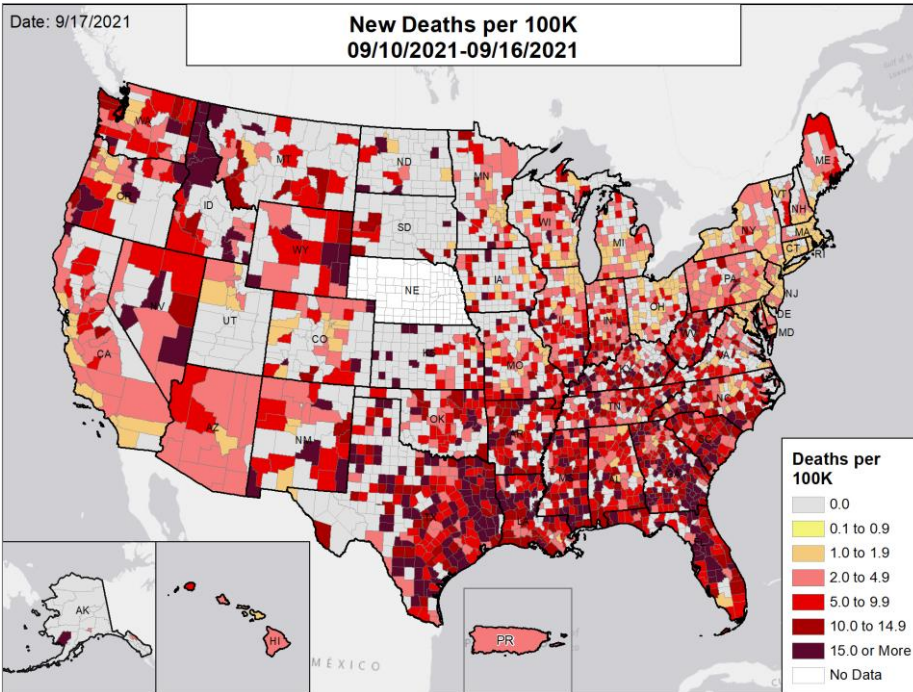 Date: 9/17/2021
New Deaths per 100K
09/10/2021-09/16/2021
WA
MT
ND
MN
ME
OR
ID
SD
WI
VT
NH
WY
MI
NY
MA
CT
RI
IA
NE
PA
NJ
NV
UT
CO
IN
OH
DE
MD
CA
MO
WV
VA
KY
AZ
NM
OK
AR
TN
NC
AL
Deaths per
100K
0.0
0.1 to 0.9
1.0 to 1.9
2.0 to 4.9
5.0 to 9.9
10.0 to 14.9
15.0 or More
No Data
AK
HI
PR
MÉXICO